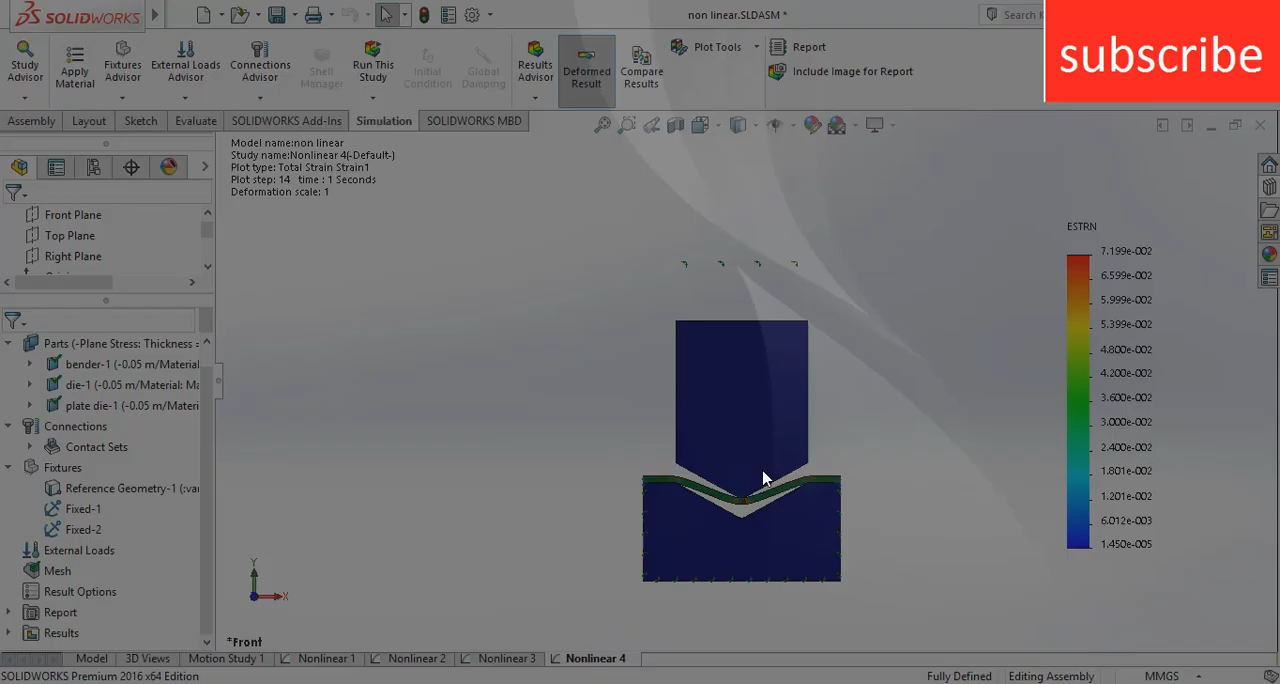 SOLIDWORKS
non linear.SLDASM *
Search
subscribe
Study Advisor
Apply Material
Fixtures Advisor
External Loads Advisor
Connections Advisor
Shell Manager
Run This Study
Initial Condition
Global Damping
Results Advisor
Deformed Result
Compare Results
Plot Tools
Report
Include Image for Report
Assembly
Layout
Sketch
Evaluate
SOLIDWORKS Add-Ins
Simulation
SOLIDWORKS MBD
Model name:non linear
Study name:Nonlinear 4(-Default-)
Plot type: Total Strain Strain1
Plot step: 14 time : 1 Seconds
Deformation scale: 1
Front Plane
Top Plane
Right Plane
Parts (-Plane Stress: Thickness =
bender-1 (-0.05 m/Material
die-1 (-0.05 m/Material: Ma
plate die-1 (-0.05 m/Materi
Connections
Contact Sets
Fixtures
Reference Geometry-1 (:var
Fixed-1
Fixed-2
External Loads
Mesh
Result Options
Report
Results
ESTRN
7.199e-002
6.599e-002
5.999e-002
5.399e-002
4.800e-002
4.200e-002
3.600e-002
3.000e-002
2.400e-002
1.801e-002
1.201e-002
6.012e-003
1.450e-005
Y
X
*Front
Model
3D Views
Motion Study 1
Nonlinear 1
Nonlinear 2
Nonlinear 3
Nonlinear 4
SOLIDWORKS Premium 2016 x64 Edition
Fully Defined
Editing Assembly
MMGS